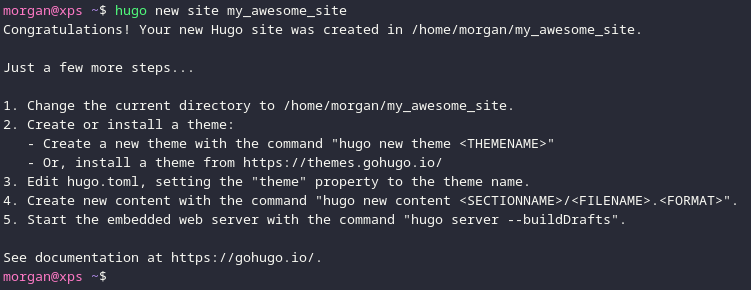 morgan@xps ~$ hugo new site my_awesome_site
Congratulations! Your new Hugo site was created in /home/morgan/my_awesome_site.

Just a few more steps...

1. Change the current directory to /home/morgan/my_awesome_site.
2. Create or install a theme:
   - Create a new theme with the command "hugo new theme <THEMENAME>"
   - Or, install a theme from https://themes.gohugo.io/
3. Edit hugo.toml, setting the "theme" property to the theme name.
4. Create new content with the command "hugo new content <SECTIONNAME>/<FILENAME>.<FORMAT>".
5. Start the embedded web server with the command "hugo server --buildDrafts".

See documentation at https://gohugo.io/.
morgan@xps ~$